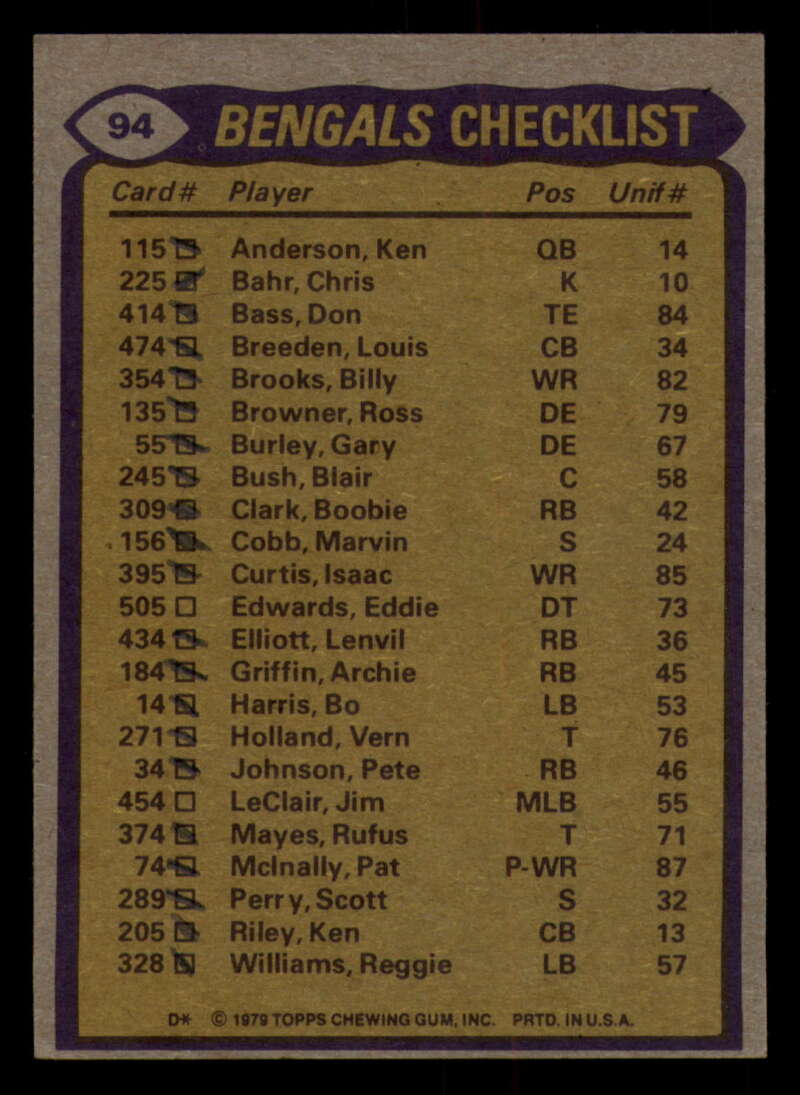 94 BENGALS CHECKLIST
Card# Player Pos Unif#
115 Anderson, Ken QB 14
225 Bahr, Chris K 10
414 Bass, Don TE 84
474 Breeden, Louis CB 34
354 Brooks, Billy WR 82
135 Browner, Ross DE 79
55 Burley, Gary DE 67
245 Bush, Blair C 58
309 Clark, Boobie RB 42
156 Cobb, Marvin S 24
395 Curtis, Isaac WR 85
505 Edwards, Eddie DT 73
434 Elliott, Lenvil RB 36
184 Griffin, Archie RB 45
14 Harris, Bo LB 53
271 Holland, Vern T 76
34 Johnson, Pete RB 46
454 LeClair, Jim MLB 55
374 Mayes, Rufus T 71
74 McInally, Pat P-WR 87
289 Perry, Scott S 32
205 Riley, Ken CB 13
328 Williams, Reggie LB 57
D* © 1979 TOPPS CHEWING GUM, INC. PRTD. IN U.S.A.